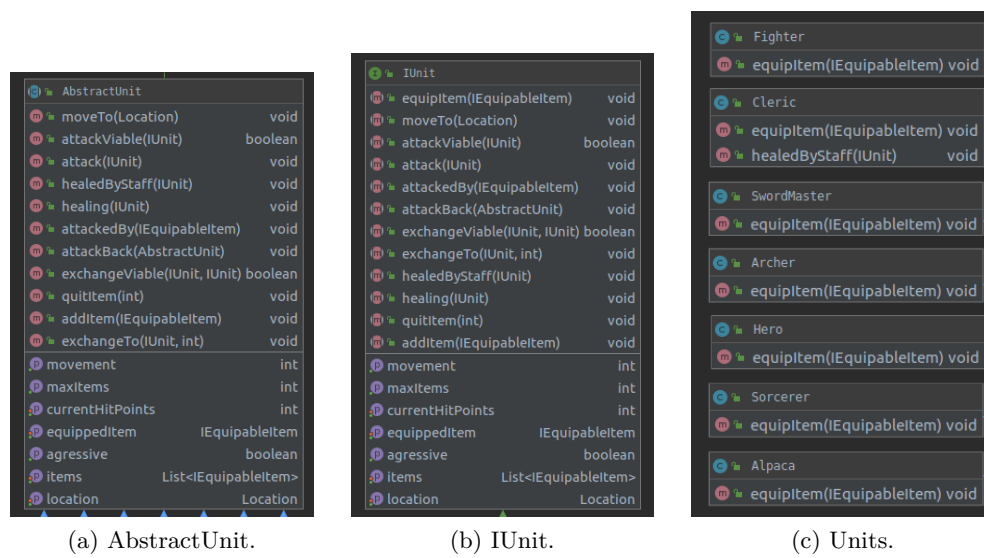 AbstractUnit
moveTo(Location) void
attackViable(IUnit) boolean
attack(IUnit) void
healedByStaff(IUnit) void
healing(IUnit) void
attackedBy(IEquipableItem) void
attackBack(AbstractUnit) void
exchangeViable(IUnit, IUnit) boolean
quitItem(int) void
addItem(IEquipableItem) void
exchangeTo(IUnit, int) void
movement int
maxItems int
currentHitPoints int
equippedItem IEquipableItem
agressive boolean
items List<IEquipableItem>
location Location
(a) AbstractUnit.
IUnit
equipItem(IEquipableItem) void
moveTo(Location) void
attackViable(IUnit) boolean
attack(IUnit) void
attackedBy(IEquipableItem) void
attackBack(AbstractUnit) void
exchangeViable(IUnit, IUnit) boolean
exchangeTo(IUnit, int) void
healedByStaff(IUnit) void
healing(IUnit) void
quitItem(int) void
addItem(IEquipableItem) void
movement int
maxItems int
currentHitPoints int
equippedItem IEquipableItem
agressive boolean
items List<IEquipableItem>
location Location
(b) IUnit.
Fighter
equipItem(IEquipableItem) void
Cleric
equipItem(IEquipableItem) void
healedByStaff(IUnit) void
SwordMaster
equipItem(IEquipableItem) void
Archer
equipItem(IEquipableItem) void
Hero
equipItem(IEquipableItem) void
Sorcerer
equipItem(IEquipableItem) void
Alpaca
equipItem(IEquipableItem) void
(c) Units.